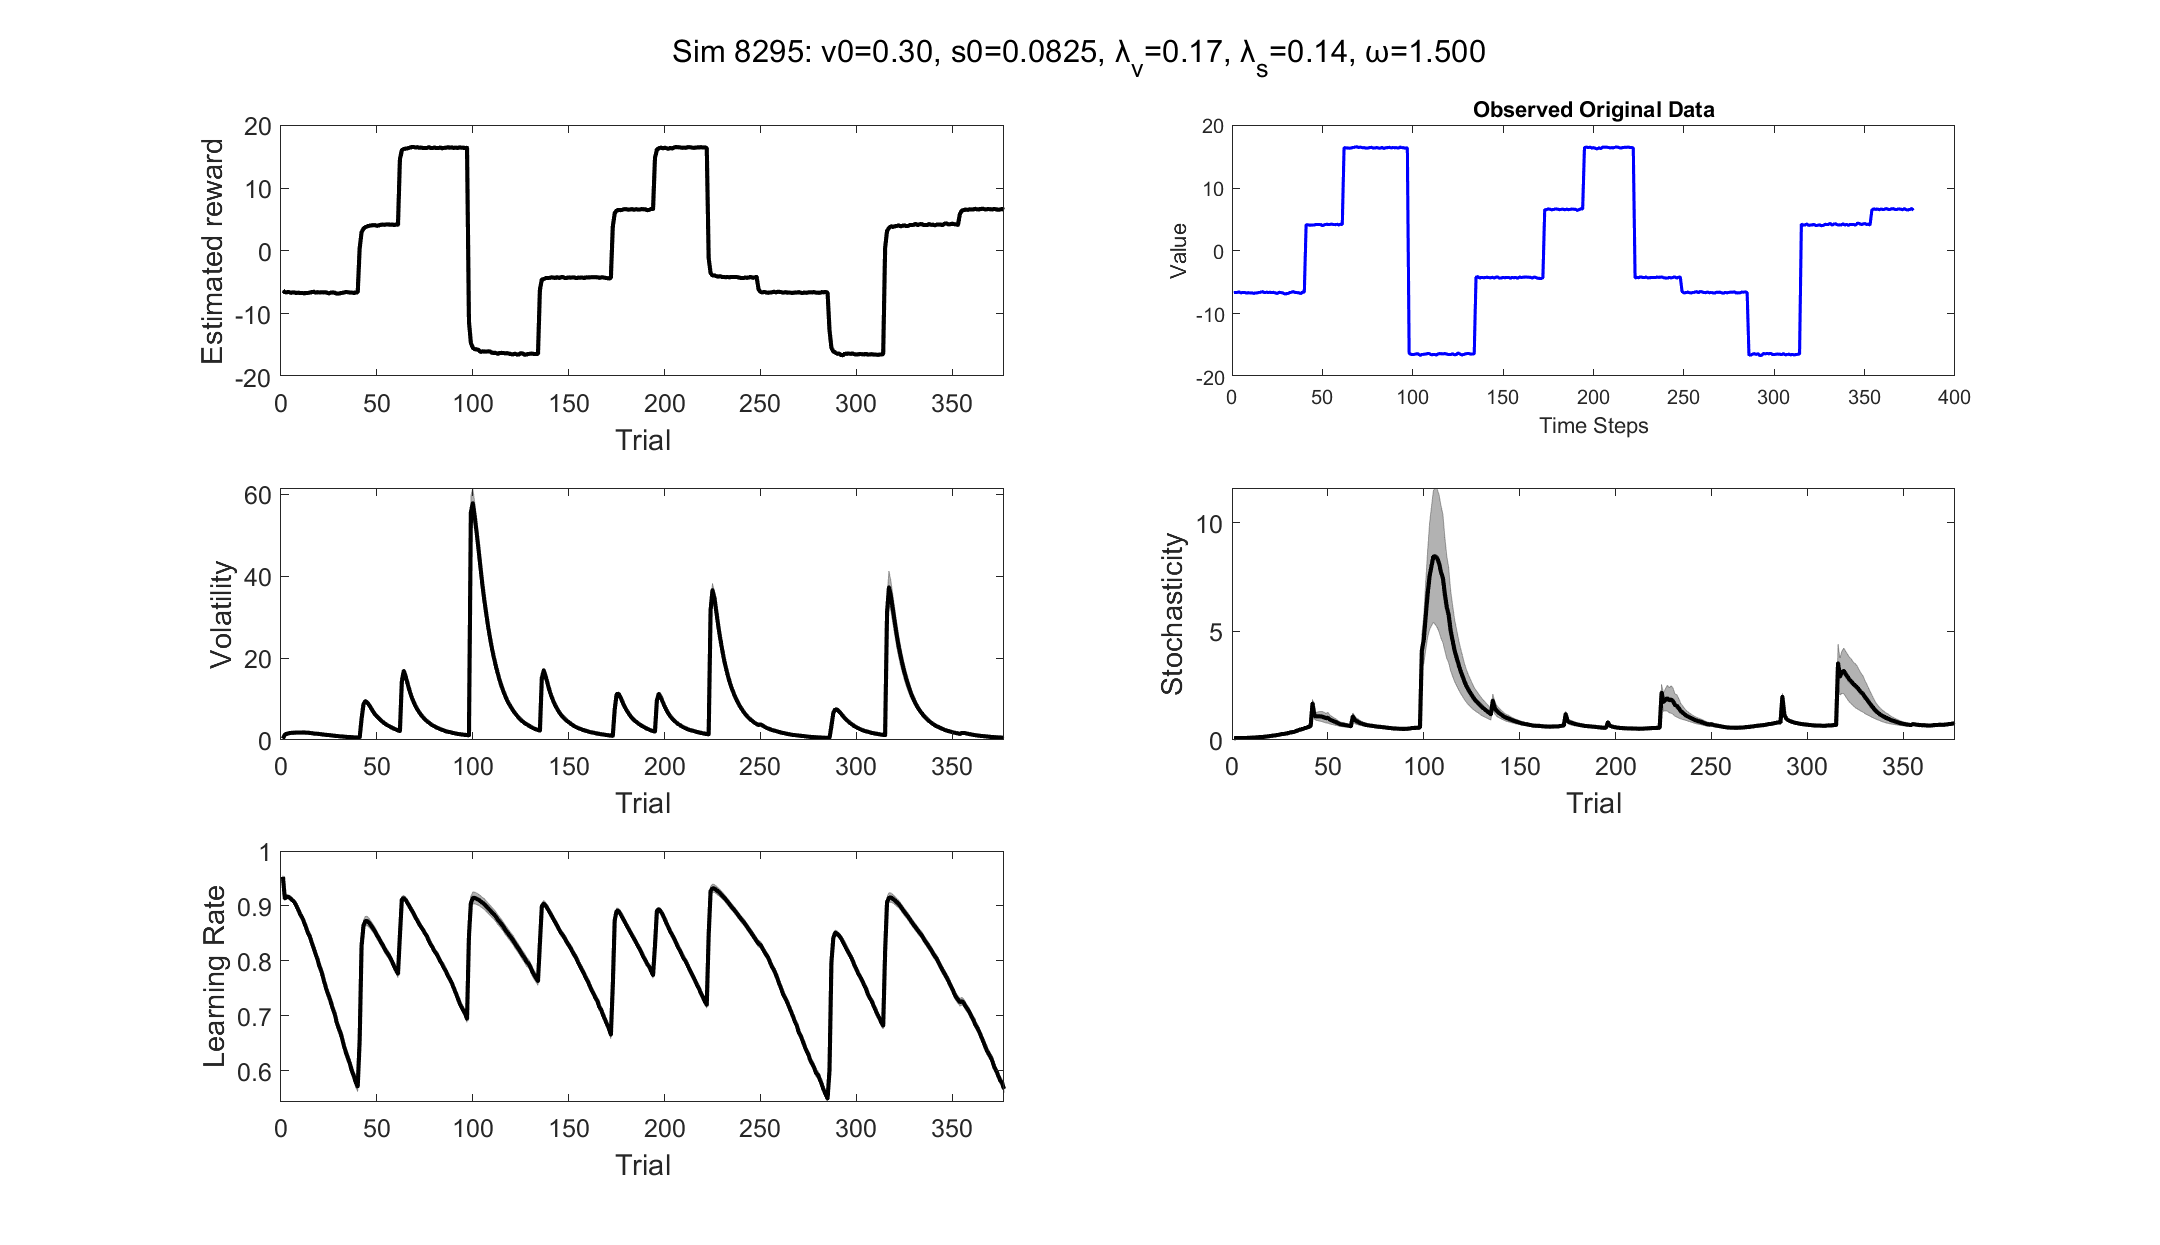 Sim 8295: v0=0.30, s0=0.0825, λ_v=0.17, λ_s=0.14, ω=1.500
20
10
0
-10
-20
Estimated reward
0 50 100 150 200 250 300 350
Trial
Observed Original Data
20
10
0
-10
-20
Value
0 50 100 150 200 250 300 350 400
Time Steps
60
40
20
0
Volatility
0 50 100 150 200 250 300 350
Trial
10
5
0
Stochasticity
0 50 100 150 200 250 300 350
Trial
1
0.9
0.8
0.7
0.6
Learning Rate
0 50 100 150 200 250 300 350
Trial